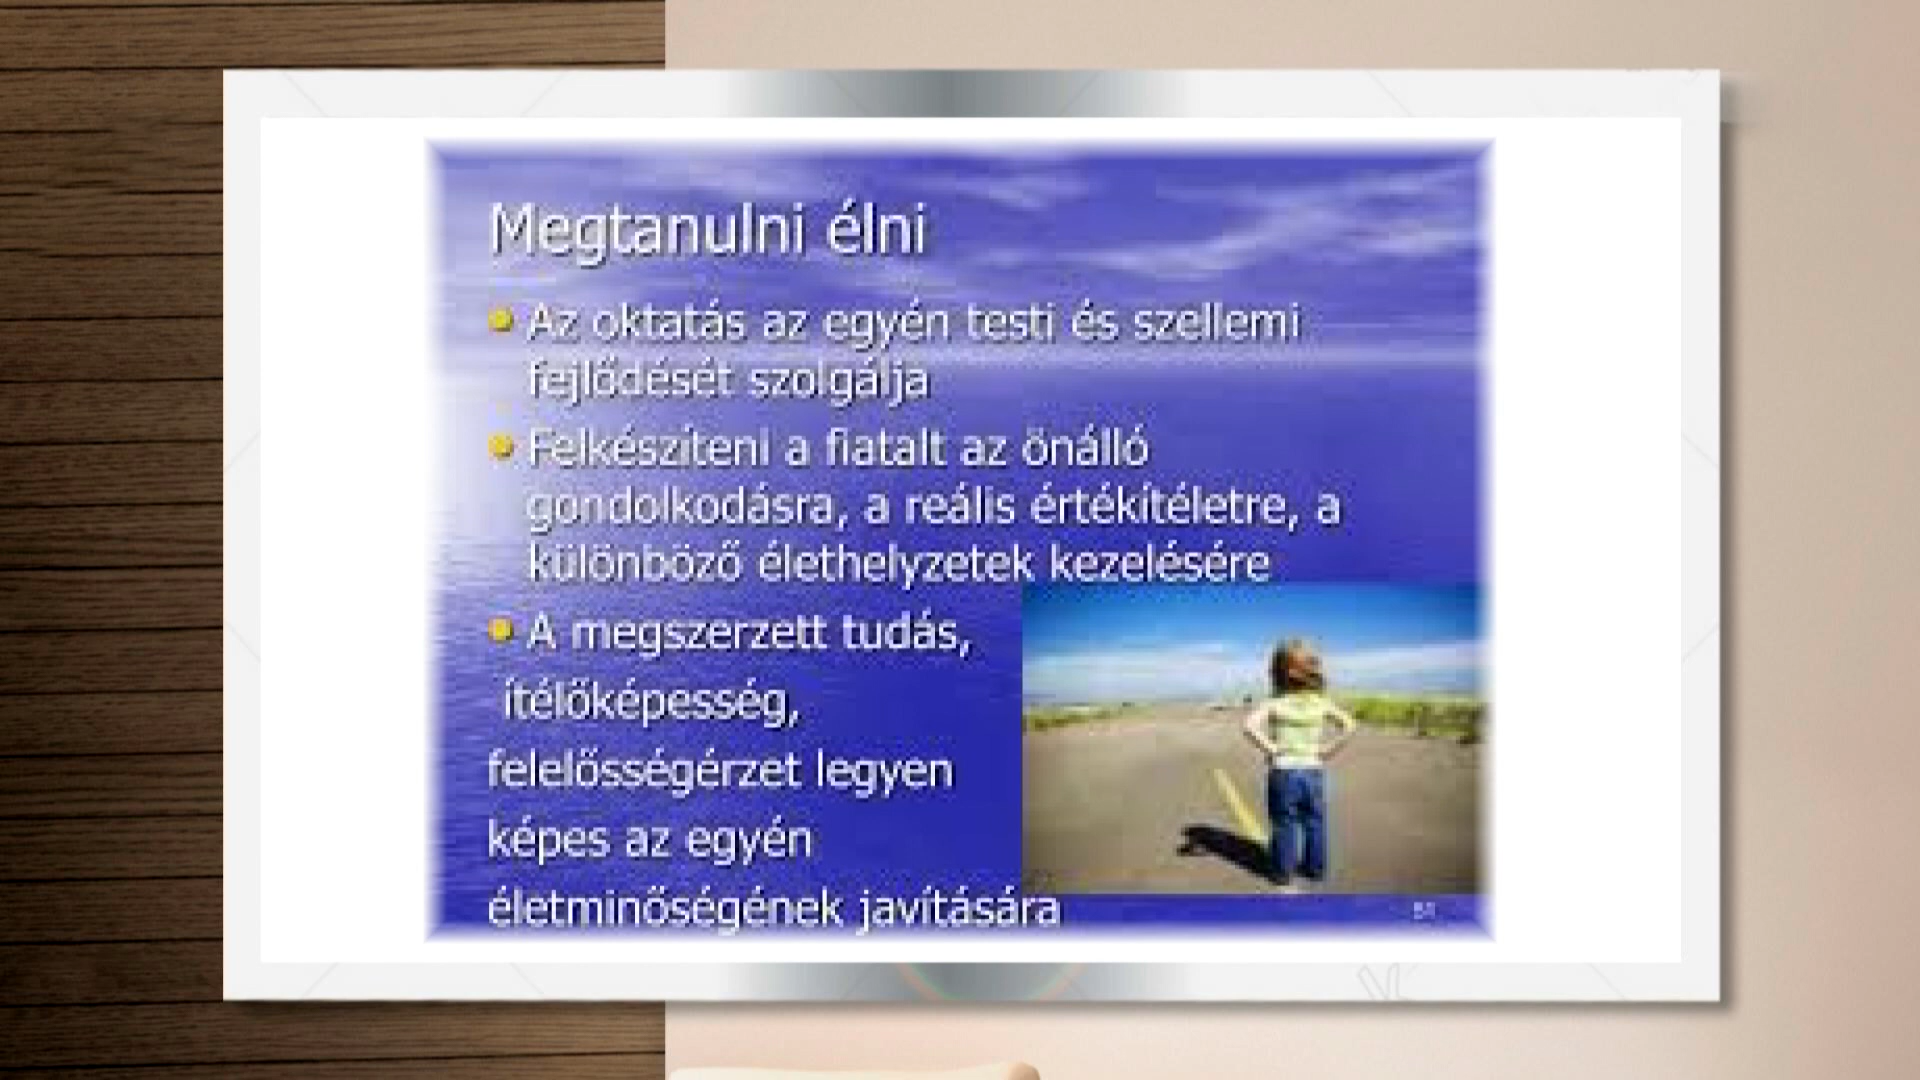 Megtanulni élni
Az oktatás az egyén testi és szellemi
fejlődését szolgálja
Felkészíteni a fiatalt az önálló
gondolkodásra, a reális értékítéletre, a
különböző élethelyzetek kezelésére
A megszerzett tudás,
ítélőképesség,
felelősségérzet legyen
képes az egyén
életminőségének javítására